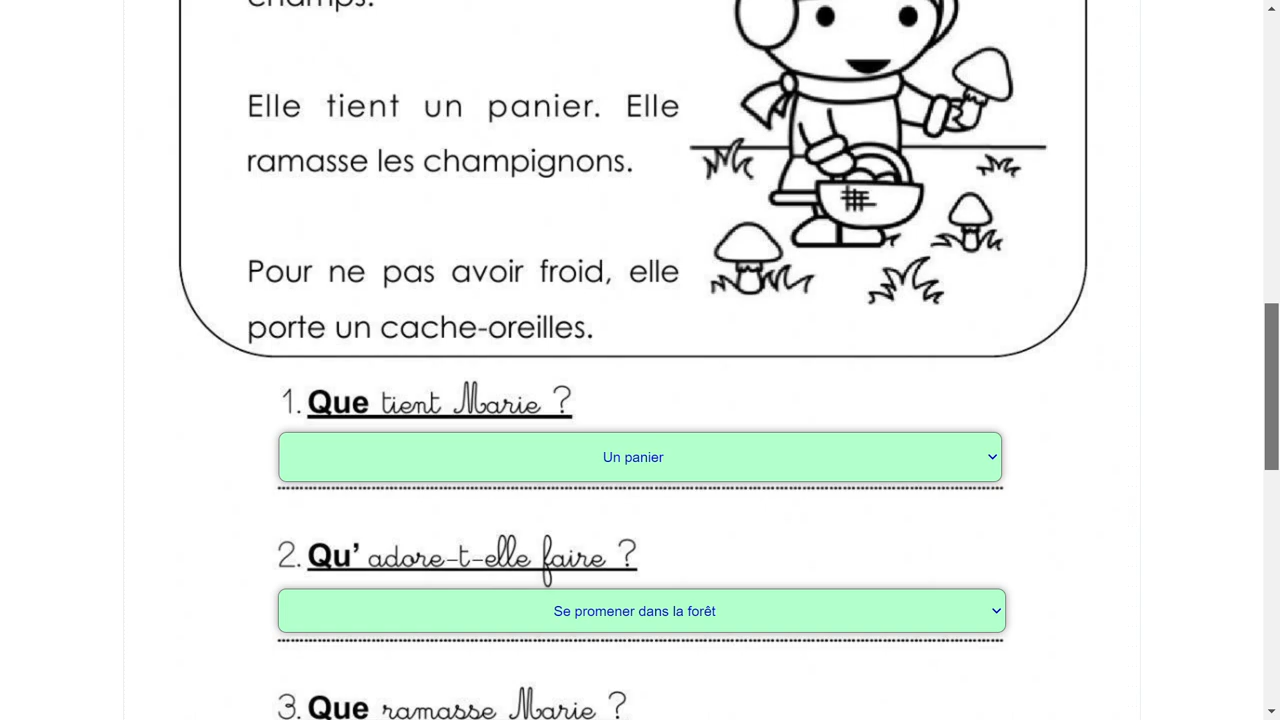 champs.
Elle tient un panier. Elle
ramasse les champignons.
Pour ne pas avoir froid, elle
porte un cache-oreilles.
1. Que tient Marie ?
Un panier
2. Qu' adore-t-elle faire ?
Se promener dans la forêt
3. Que ramasse Marie ?